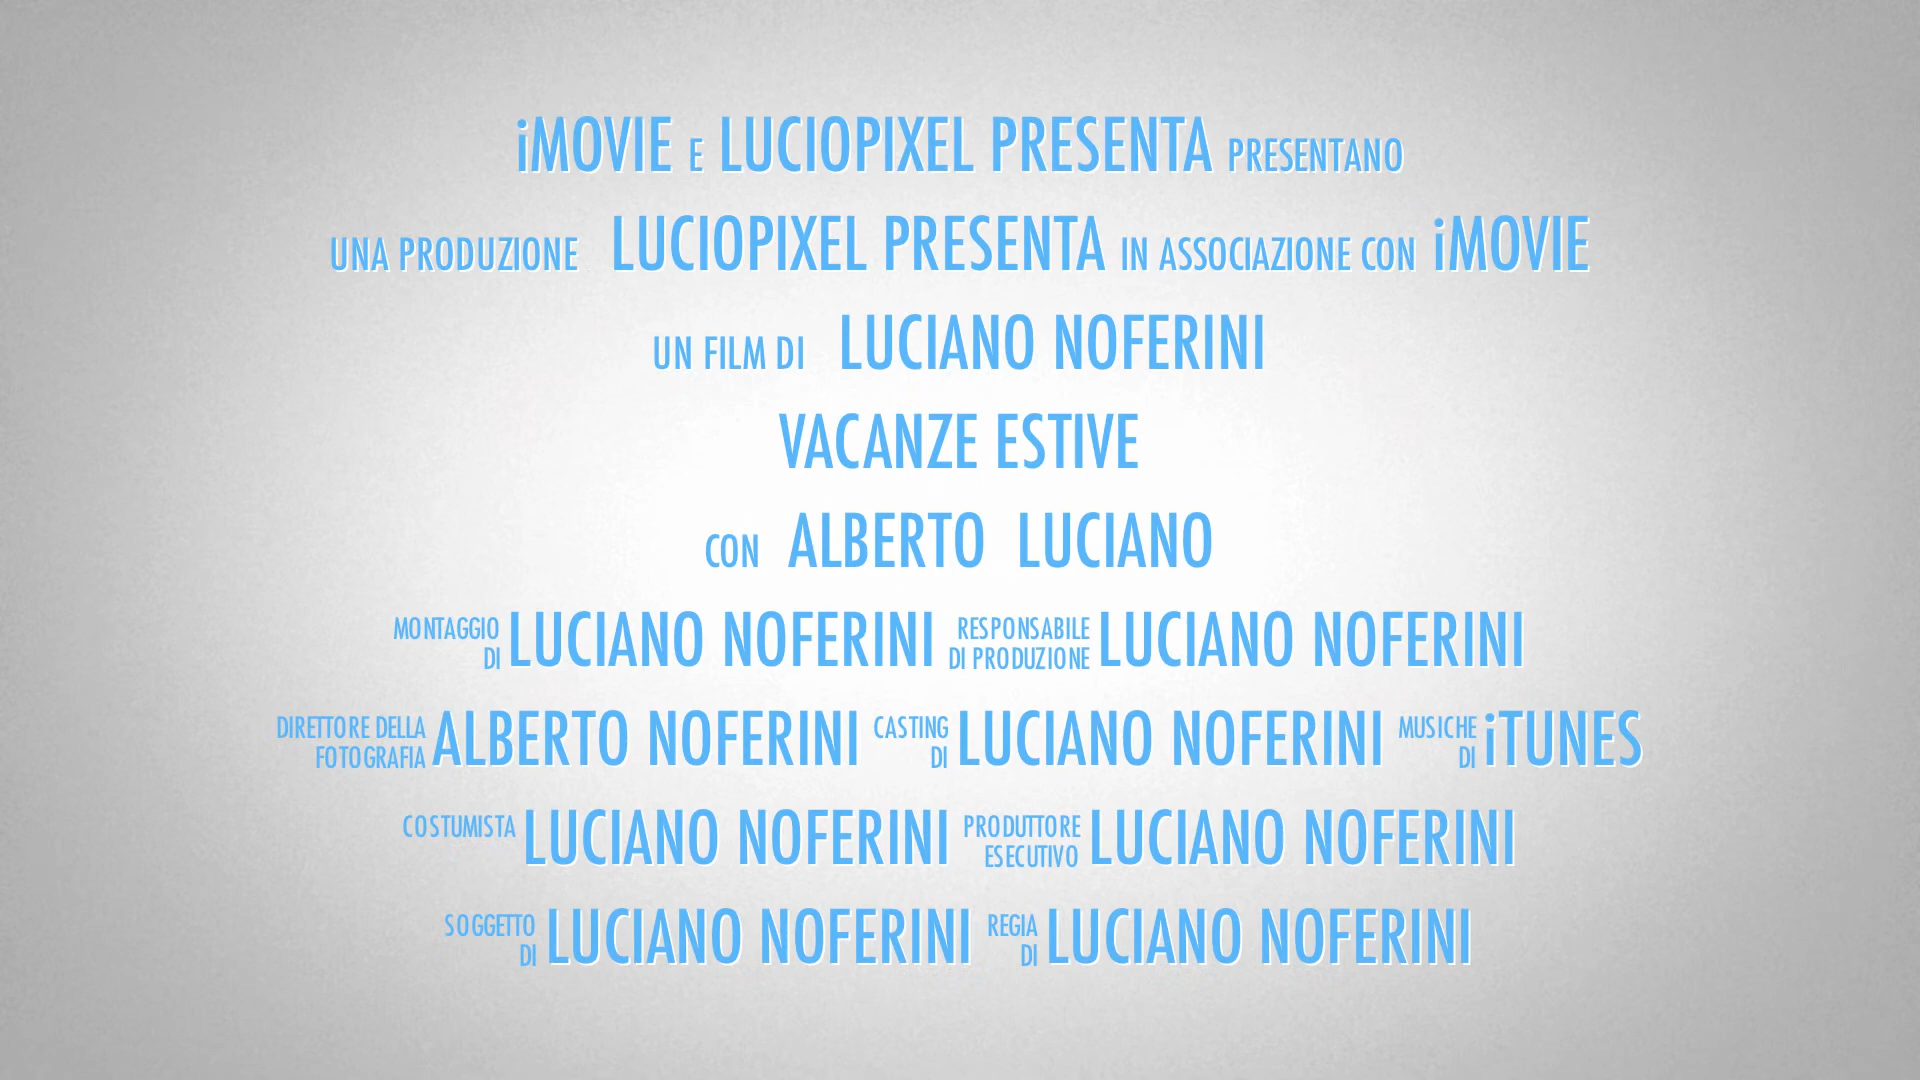 iMOVIE E LUCIOPIXEL PRESENTA PRESENTANO
UNA PRODUZIONE LUCIOPIXEL PRESENTA IN ASSOCIAZIONE CON iMOVIE
UN FILM DI LUCIANO NOFERINI
VACANZE ESTIVE
CON ALBERTO LUCIANO
MONTAGGIO DI LUCIANO NOFERINI RESPONSABILE DI PRODUZIONE LUCIANO NOFERINI
DIRETTORE DELLA FOTOGRAFIA ALBERTO NOFERINI CASTING DI LUCIANO NOFERINI MUSICHE DI iTUNES
COSTUMISTA LUCIANO NOFERINI PRODUTTORE ESECUTIVO LUCIANO NOFERINI
SOGGETTO DI LUCIANO NOFERINI REGIA DI LUCIANO NOFERINI